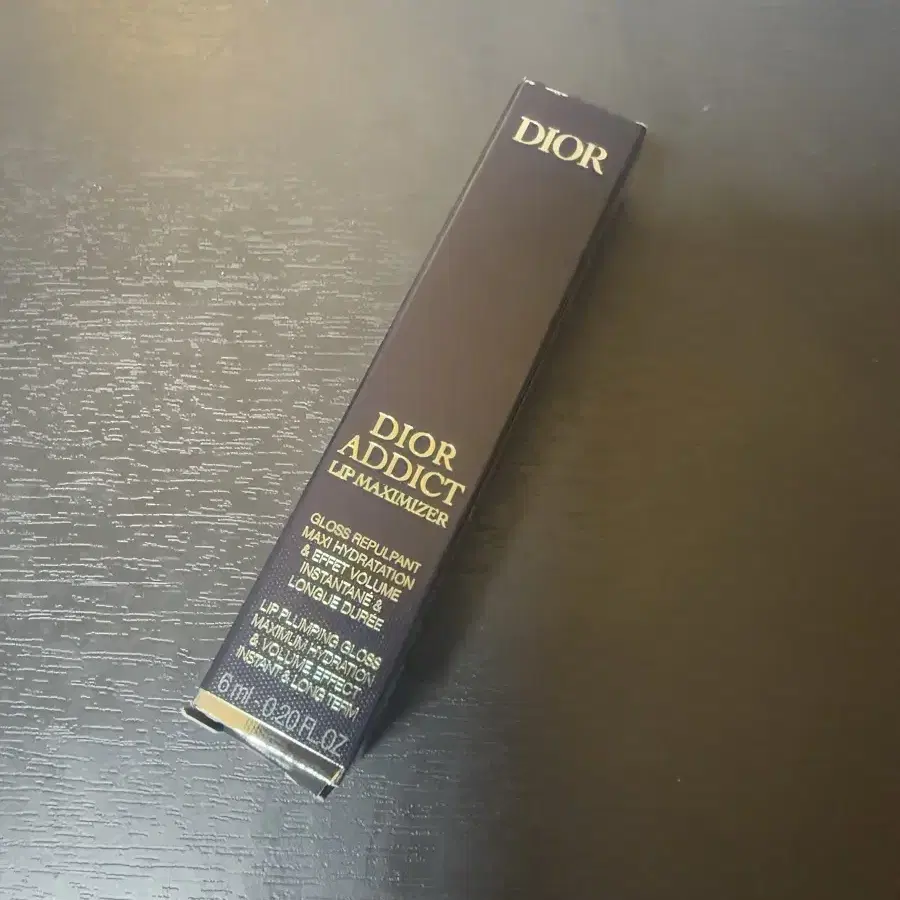 DIOR
DIOR
ADDICT
LIP MAXIMIZER
GLOSS REPULPANT
MAXI HYDRATATION
& EFFET VOLUME
INSTANTANÉ &
LONGUE DURÉE
LIP PLUMPING GLOSS
MAXIMUM HYDRATION
& VOLUME EFFECT
INSTANT & LONG TERM
6 ml - 0.20 FL. OZ